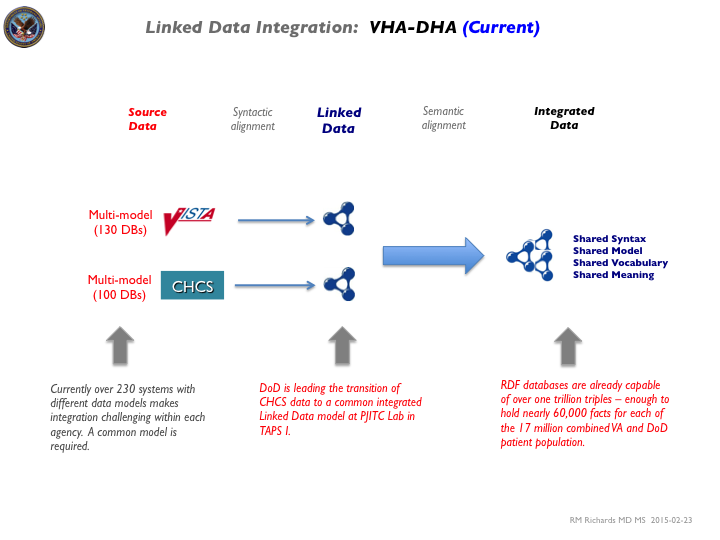 Linked Data Integration:  VHA-DHA (Current)
Source
Data
Syntactic
alignment
Linked
Data
Semantic
alignment
Integrated
Data
Multi-model
(130 DBs)
VISTA
Multi-model
(100 DBs)
CHCS
Shared Syntax
Shared Model
Shared Vocabulary
Shared Meaning
Currently over 230 systems with
different data models makes
integration challenging within each
agency.  A common model is
required.
DoD is leading the transition of
CHCS data to a common integrated
Linked Data model at PJITC Lab in
TAPS I.
RDF databases are already capable
of over one trillion triples – enough to
hold nearly 60,000 facts for each of
the 17 million combined VA and DoD
patient population.
RM Richards MD MS  2015-02-23